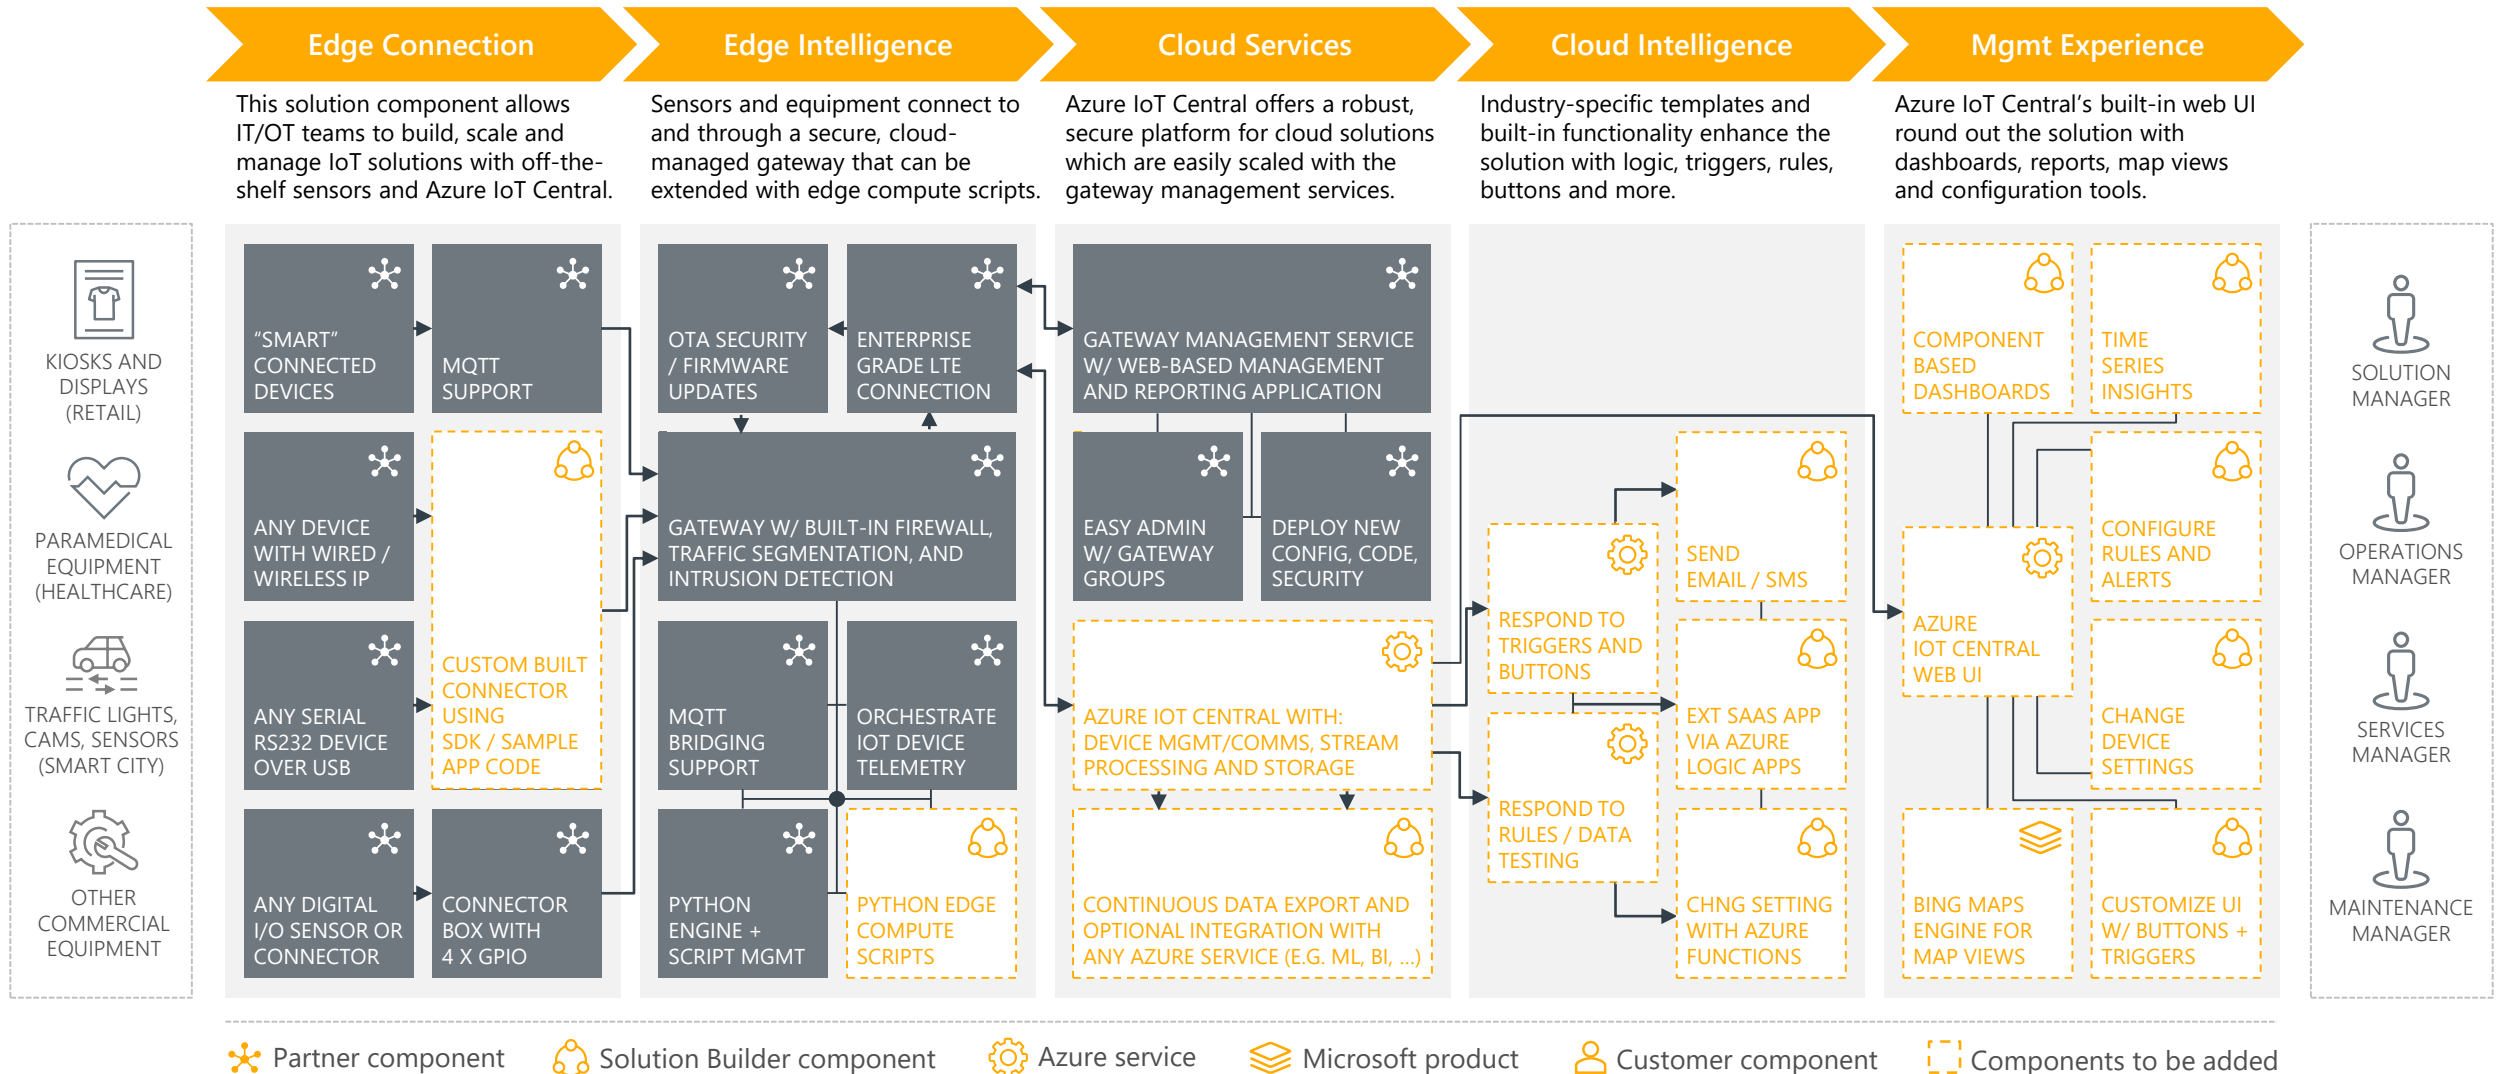 Edge Connection
Edge Intelligence
Cloud Services
Cloud Intelligence
Mgmt Experience
This solution component allows
IT/OT teams to build, scale and
manage IoT solutions with off-the-
shelf sensors and Azure IoT Central.
Sensors and equipment connect to
and through a secure, cloud-
managed gateway that can be
extended with edge compute scripts.
Azure IoT Central offers a robust,
secure platform for cloud solutions
which are easily scaled with the
gateway management services.
Industry-specific templates and
built-in functionality enhance the
solution with logic, triggers, rules,
buttons and more.
Azure IoT Central's built-in web UI
round out the solution with
dashboards, reports, map views
and configuration tools.
KIOSKS AND
DISPLAYS
(RETAIL)
PARAMEDICAL
EQUIPMENT
(HEALTHCARE)
TRAFFIC LIGHTS,
CAMS, SENSORS
(SMART CITY)
OTHER
COMMERCIAL
EQUIPMENT
“SMART”
CONNECTED
DEVICES
MQTT
SUPPORT
ANY DEVICE
WITH WIRED /
WIRELESS IP
CUSTOM BUILT
CONNECTOR
USING
SDK / SAMPLE
APP CODE
ANY SERIAL
RS232 DEVICE
OVER USB
ANY DIGITAL
I/O SENSOR OR
CONNECTOR
CONNECTOR
BOX WITH
4 X GPIO
OTA SECURITY
/ FIRMWARE
UPDATES
ENTERPRISE
GRADE LTE
CONNECTION
GATEWAY W/ BUILT-IN FIREWALL,
TRAFFIC SEGMENTATION, AND
INTRUSION DETECTION
MQTT
BRIDGING
SUPPORT
ORCHESTRATE
IOT DEVICE
TELEMETRY
PYTHON
ENGINE +
SCRIPT MGMT
PYTHON EDGE
COMPUTE
SCRIPTS
GATEWAY MANAGEMENT SERVICE
W/ WEB-BASED MANAGEMENT
AND REPORTING APPLICATION
EASY ADMIN
W/ GATEWAY
GROUPS
DEPLOY NEW
CONFIG, CODE,
SECURITY
AZURE IOT CENTRAL WITH:
DEVICE MGMT/COMMS, STREAM
PROCESSING AND STORAGE
CONTINUOUS DATA EXPORT AND
OPTIONAL INTEGRATION WITH
ANY AZURE SERVICE (E.G. ML, BI, ...)
RESPOND TO
TRIGGERS AND
BUTTONS
RESPOND TO
RULES / DATA
TESTING
SEND
EMAIL / SMS
EXT SAAS APP
VIA AZURE
LOGIC APPS
CHNG SETTING
WITH AZURE
FUNCTIONS
COMPONENT
BASED
DASHBOARDS
TIME
SERIES
INSIGHTS
CONFIGURE
RULES AND
ALERTS
AZURE
IOT CENTRAL
WEB UI
CHANGE
DEVICE
SETTINGS
BING MAPS
ENGINE FOR
MAP VIEWS
CUSTOMIZE UI
W/ BUTTONS +
TRIGGERS
SOLUTION
MANAGER
OPERATIONS
MANAGER
SERVICES
MANAGER
MAINTENANCE
MANAGER
Partner component
Solution Builder component
Azure service
Microsoft product
Customer component
Components to be added